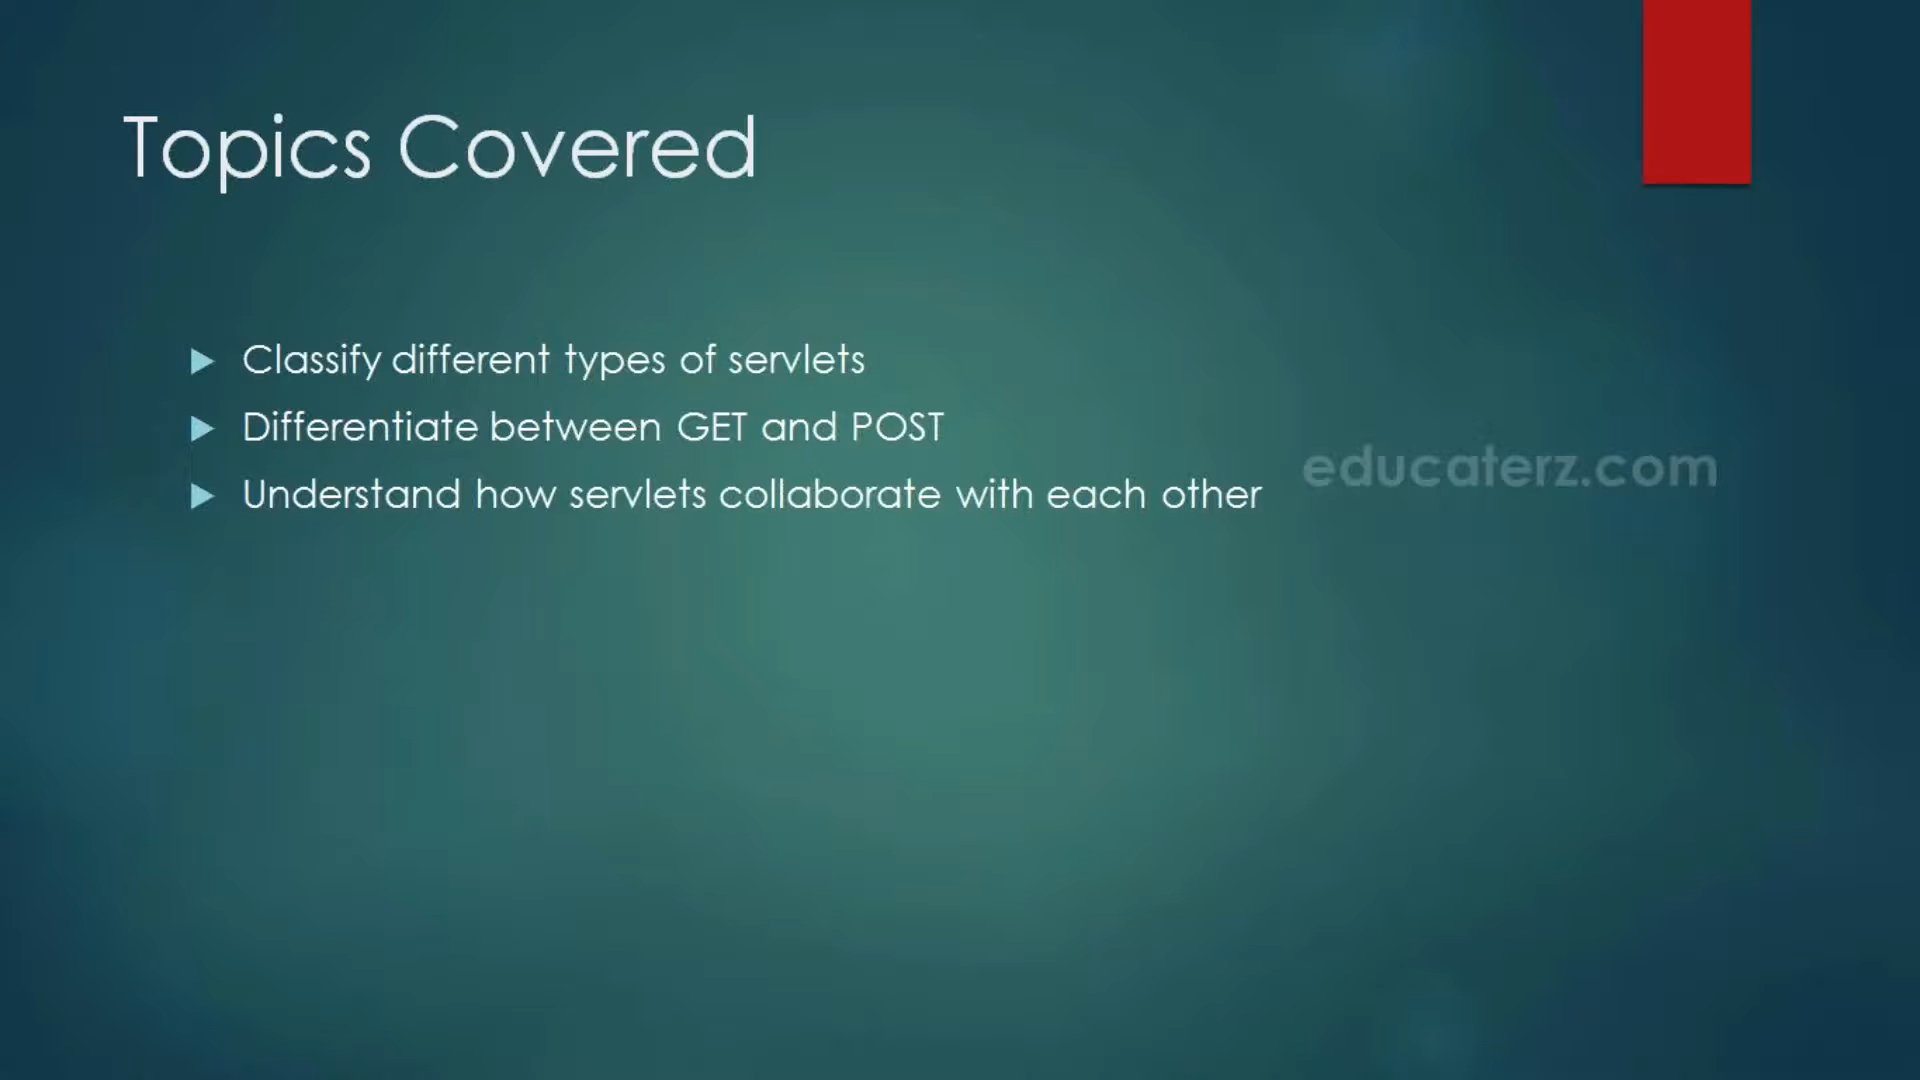 Topics Covered
Classify different types of servlets
Differentiate between GET and POST
Understand how servlets collaborate with each other
educaterz.com